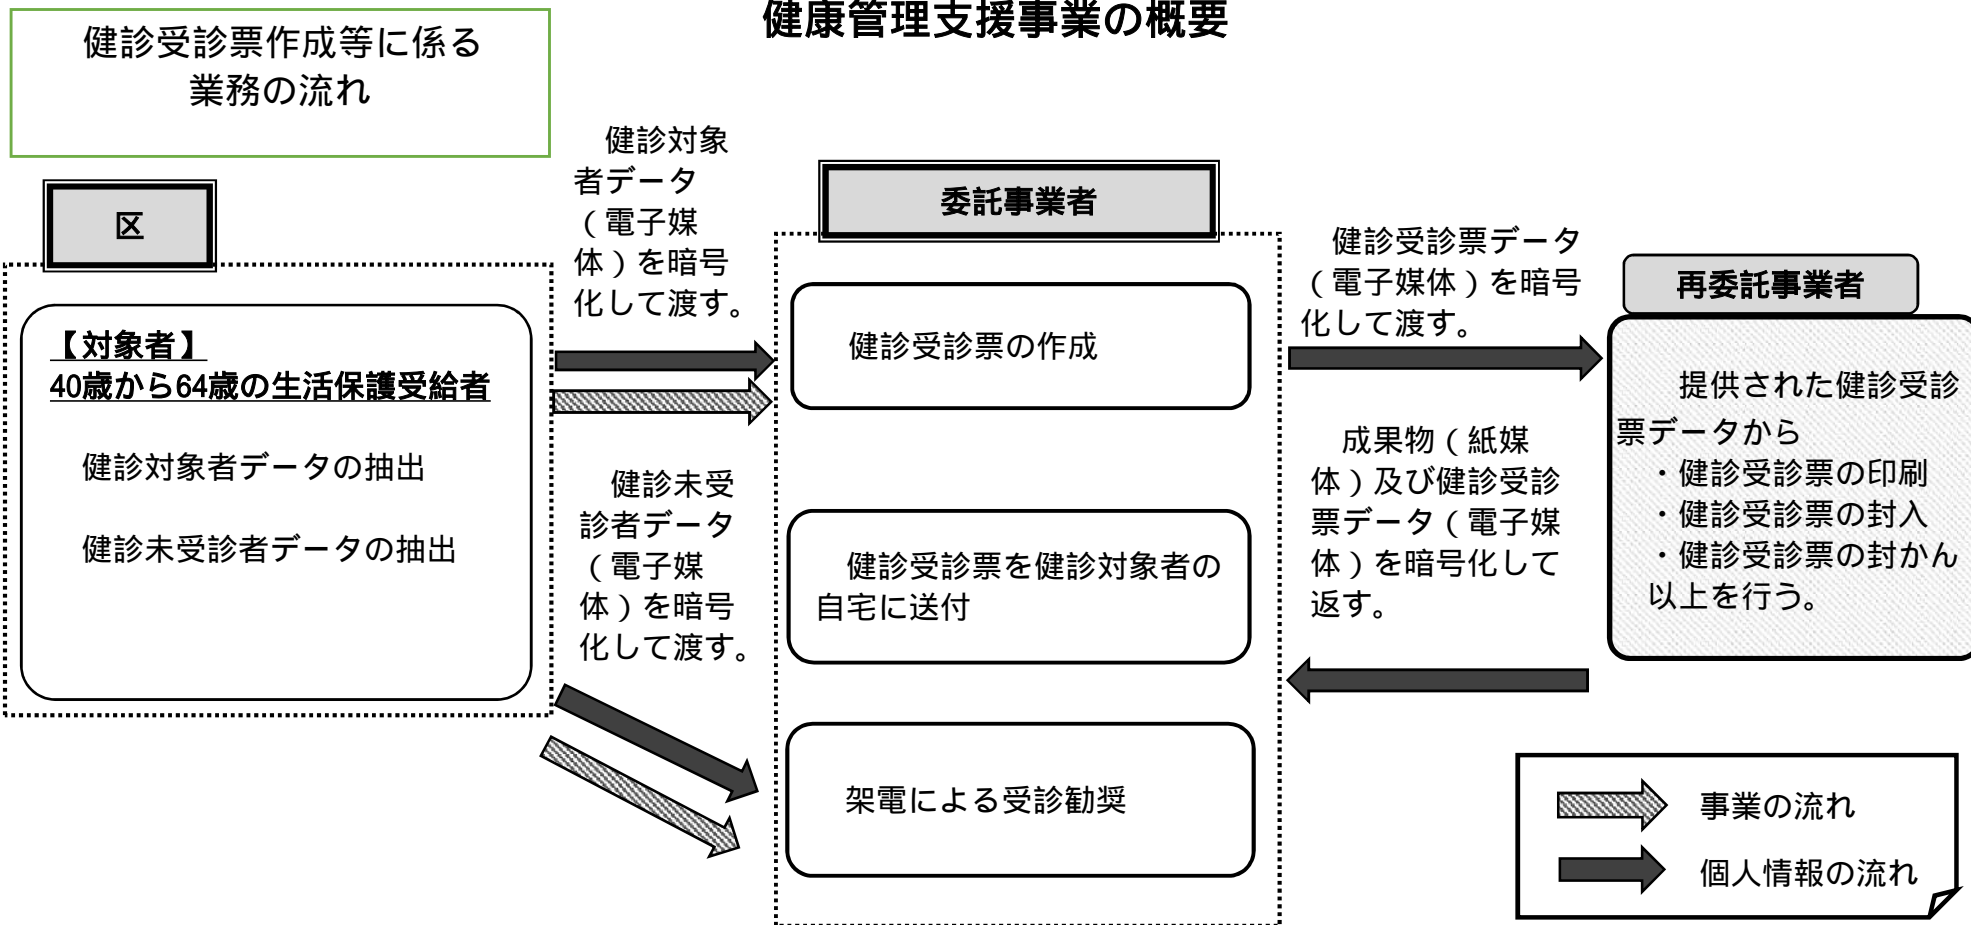 健康管理支援事業の概要
健診受診票作成等に係る
業務の流れ
区
【対象者】
40歳から64歳の生活保護受給者
健診対象者データの抽出
健診未受診者データの抽出
健診対象
者データ
（電子媒
体）を暗号
化して渡す。
健診未受
診者データ
（電子媒
体）を暗号
化して渡す。
委託事業者
健診受診票の作成
健診受診票を健診対象者の
自宅に送付
架電による受診勧奨
健診受診票データ
（電子媒体）を暗号
化して渡す。
成果物（紙媒
体）及び健診受診
票データ（電子媒
体）を暗号化して
返す。
再委託事業者
提供された健診受診
票データから
・健診受診票の印刷
・健診受診票の封入
・健診受診票の封かん
以上を行う。
事業の流れ
個人情報の流れ